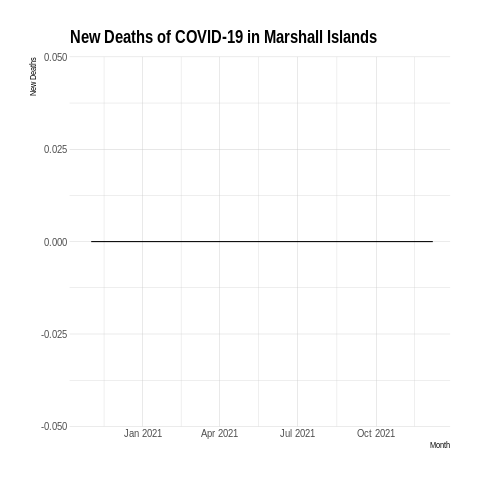 New Deaths of COVID-19 in Marshall Islands
New Deaths
0.050
0.025
0.000
-0.025
-0.050
Jan 2021 Apr 2021 Jul 2021 Oct 2021
Month